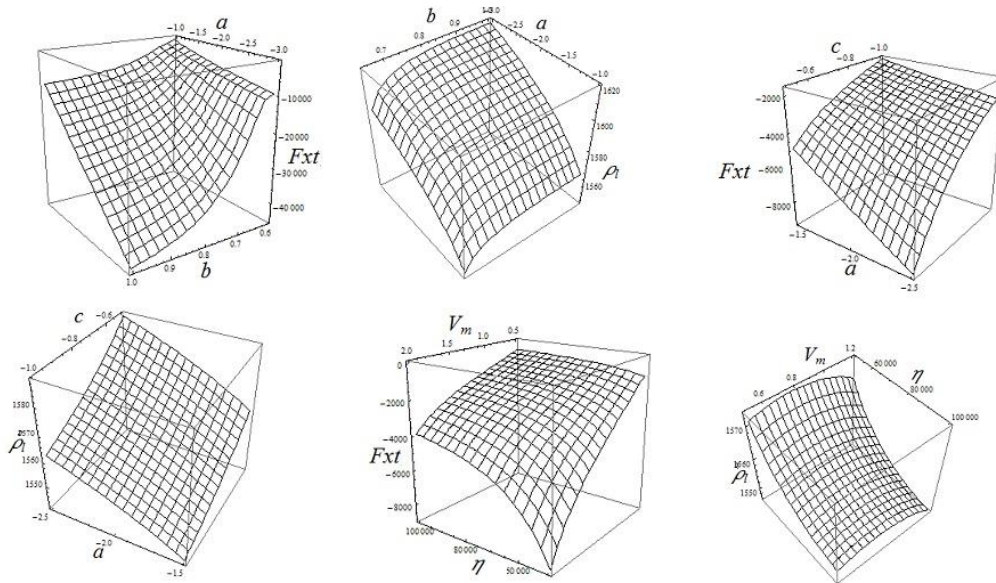 a
-1.0 -1.5 -2.0 -2.5 -3.0
-10000
-20000
Fxt
-30000
-40000
1.0 0.9 0.8 0.7 0.6
b
b a
0.7 0.8 0.9
-2.5 -2.0 -1.5 -1.0
1620
1600
1580
ρl
1560
c
-0.6 -0.8 -1.0
-2000
-4000
Fxt
-6000
-8000
-1.5 -2.0 -2.5
a
c
-1.0 -0.8 -0.6
1580
1570
ρl
1560
1550
-2.5 -2.0 -1.5
a
Vm
2.0 1.5 1.0 0.5
0
-2000
-4000
Fxt
-6000
-8000
100000 80000 50000
η
Vm
0.6 0.8 1.2
60000 80000 100000
η
1570
1560
ρl
1550